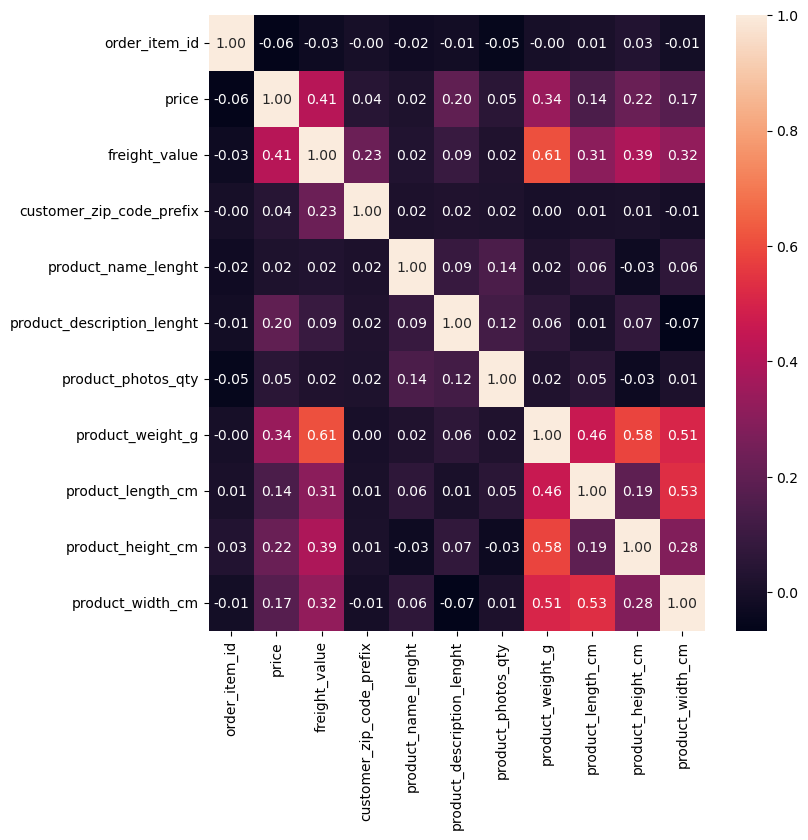 order_item_id 1.00 -0.06 -0.03 -0.00 -0.02 -0.01 -0.05 -0.00 0.01 0.03 -0.01
price -0.06 1.00 0.41 0.04 0.02 0.20 0.05 0.34 0.14 0.22 0.17
freight_value -0.03 0.41 1.00 0.23 0.02 0.09 0.02 0.61 0.31 0.39 0.32
customer_zip_code_prefix -0.00 0.04 0.23 1.00 0.02 0.02 0.02 0.00 0.01 0.01 -0.01
product_name_lenght -0.02 0.02 0.02 0.02 1.00 0.09 0.14 0.02 0.06 -0.03 0.06
product_description_lenght -0.01 0.20 0.09 0.02 0.09 1.00 0.12 0.06 0.01 0.07 -0.07
product_photos_qty -0.05 0.05 0.02 0.02 0.14 0.12 1.00 0.02 0.05 -0.03 0.01
product_weight_g -0.00 0.34 0.61 0.00 0.02 0.06 0.02 1.00 0.46 0.58 0.51
product_length_cm 0.01 0.14 0.31 0.01 0.06 0.01 0.05 0.46 1.00 0.19 0.53
product_height_cm 0.03 0.22 0.39 0.01 -0.03 0.07 -0.03 0.58 0.19 1.00 0.28
product_width_cm -0.01 0.17 0.32 -0.01 0.06 -0.07 0.01 0.51 0.53 0.28 1.00
order_item_id
price
freight_value
customer_zip_code_prefix
product_name_lenght
product_description_lenght
product_photos_qty
product_weight_g
product_length_cm
product_height_cm
product_width_cm
1.0
0.8
0.6
0.4
0.2
0.0